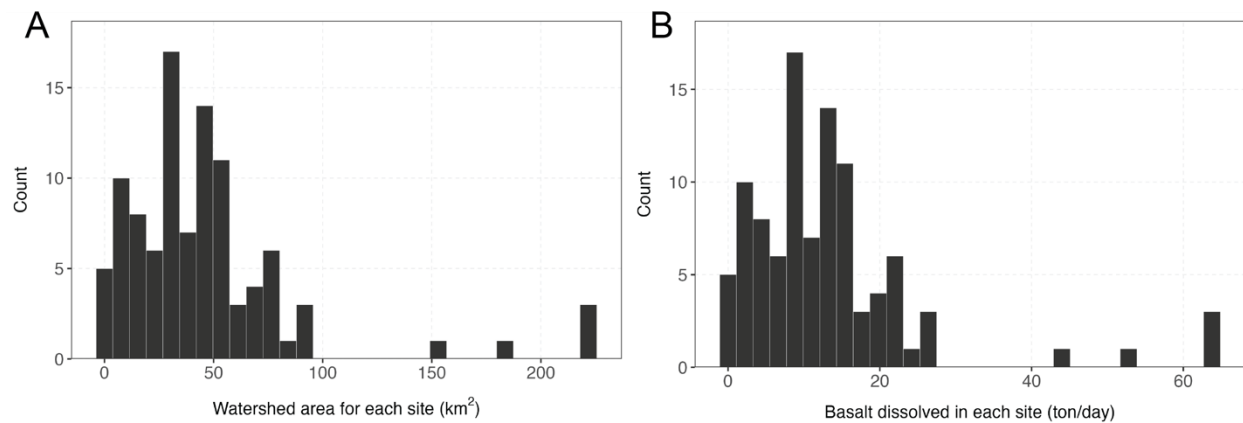 A
Count
15
10
5
0
0 50 100 150 200
Watershed area for each site (km²)
B
Count
15
10
5
0
0 20 40 60
Basalt dissolved in each site (ton/day)